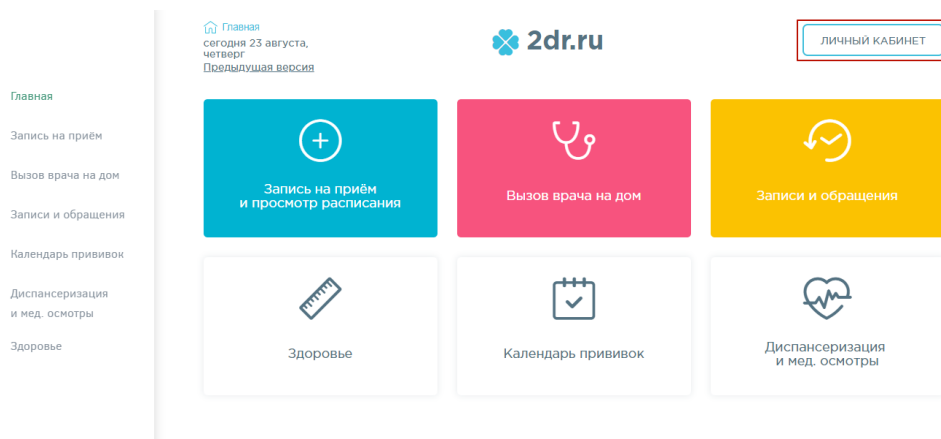 Главная
сегодня 23 августа,
четверг
Предыдущая версия
2dr.ru
ЛИЧНЫЙ КАБИНЕТ
Главная
Запись на приём
Вызов врача на дом
Записи и обращения
Календарь прививок
Диспансеризация
и мед. осмотры
Здоровье
Запись на приём
и просмотр расписания
Вызов врача на дом
Записи и обращения
Здоровье
Календарь прививок
Диспансеризация
и мед. осмотры